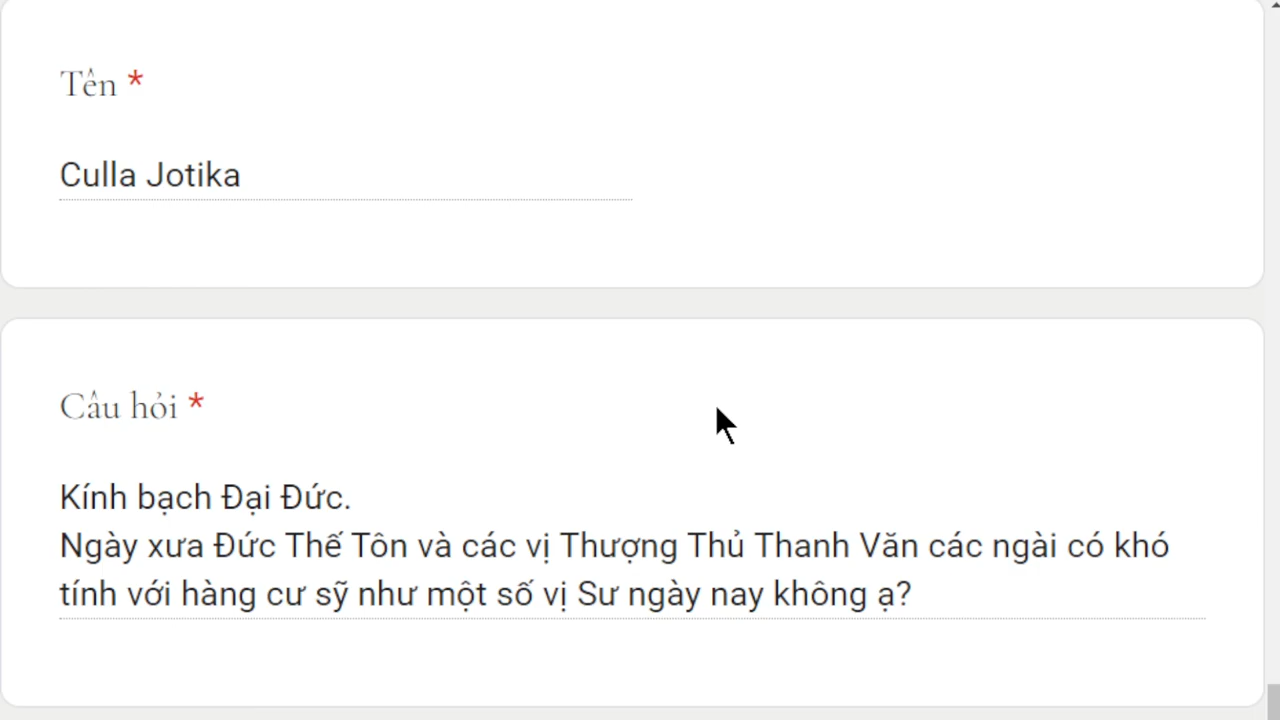 Tên *
Culla Jotika
Câu hỏi *
Kính bạch Đại Đức.
Ngày xưa Đức Thế Tôn và các vị Thượng Thủ Thanh Văn các ngài có khó
tính với hàng cư sỹ như một số vị Sư ngày nay không ạ?